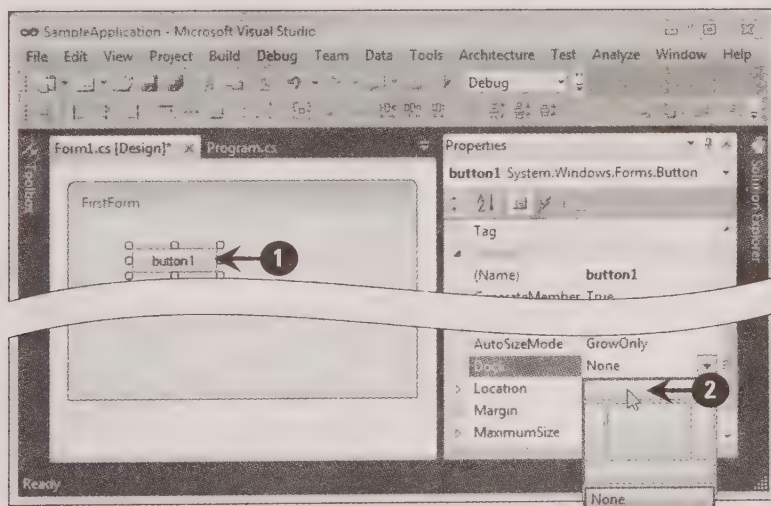 SampleApplication - Microsoft Visual Studio
File Edit View Project Build Debug Team Data Tools Architecture Test Analyze Window Help
Debug
Form1.cs [Design]* Program.cs
Toolbox
FirstForm
button1
1
Properties
button1 System.Windows.Forms.Button
Tag
(Name) button1
GenerateMember True
AutoSizeMode GrowOnly
Dock None
Location
Margin
MaximumSize
2
None
Solution Explorer
Ready